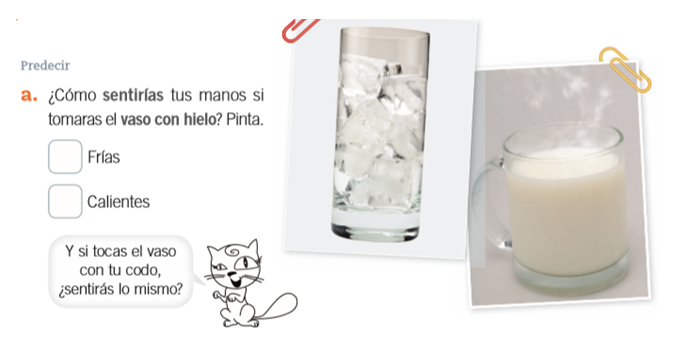 Predecir
a. ¿Cómo sentirías tus manos si
tomaras el vaso con hielo? Pinta.
Frías
Calientes
Y si tocas el vaso
con tu codo,
¿sentirás lo mismo?